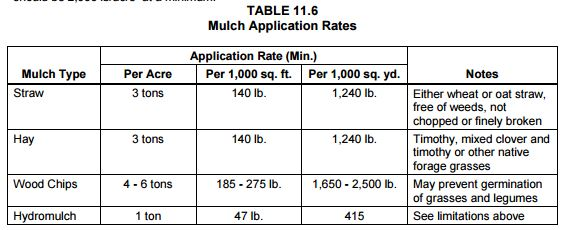 TABLE 11.6
Mulch Application Rates
Application Rate (Min.)
Mulch Type Per Acre Per 1,000 sq. ft. Per 1,000 sq. yd. Notes
Straw 3 tons 140 lb. 1,240 lb. Either wheat or oat straw,
free of weeds, not
chopped or finely broken
Hay 3 tons 140 lb. 1,240 lb. Timothy, mixed clover and
timothy or other native
forage grasses
Wood Chips 4 - 6 tons 185 - 275 lb. 1,650 - 2,500 lb. May prevent germination
of grasses and legumes
Hydromulch 1 ton 47 lb. 415 See limitations above